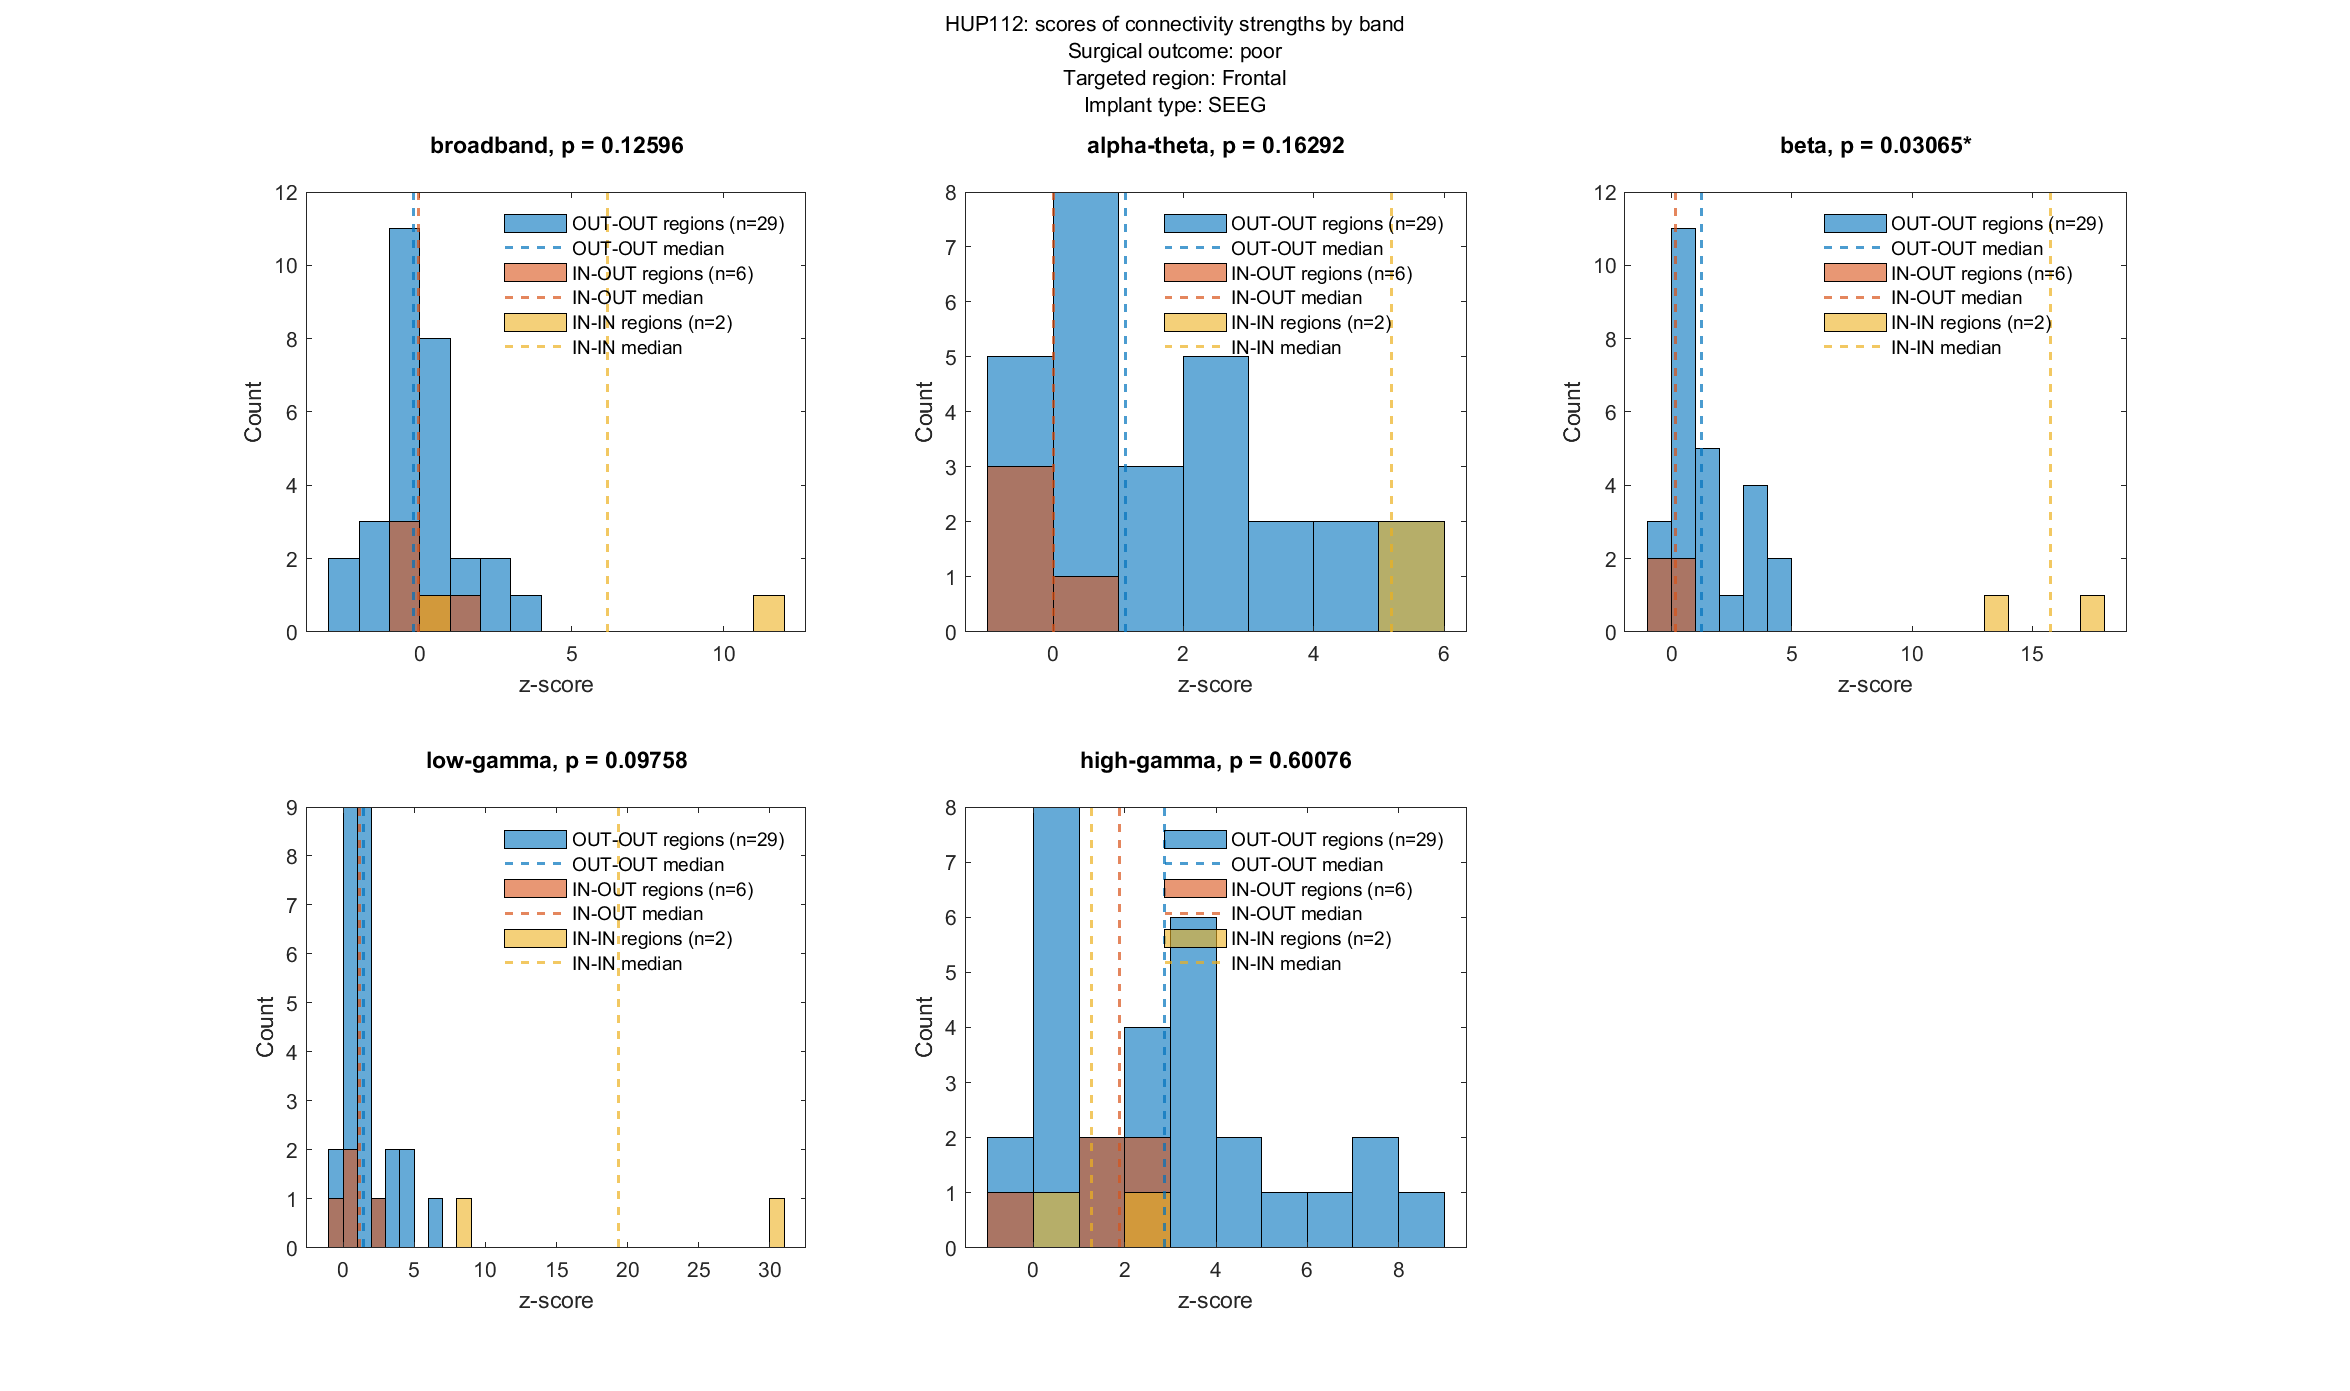 HUP112: scores of connectivity strengths by band
Surgical outcome: poor
Targeted region: Frontal
Implant type: SEEG
broadband, p = 0.12596
12
10
8
6
4
2
0
Count
0 5 10
z-score
OUT-OUT regions (n=29)
OUT-OUT median
IN-OUT regions (n=6)
IN-OUT median
IN-IN regions (n=2)
IN-IN median
alpha-theta, p = 0.16292
8
7
6
5
4
3
2
1
0
Count
0 2 4 6
z-score
OUT-OUT regions (n=29)
OUT-OUT median
IN-OUT regions (n=6)
IN-OUT median
IN-IN regions (n=2)
IN-IN median
beta, p = 0.03065*
12
10
8
6
4
2
0
Count
0 5 10 15
z-score
OUT-OUT regions (n=29)
OUT-OUT median
IN-OUT regions (n=6)
IN-OUT median
IN-IN regions (n=2)
IN-IN median
low-gamma, p = 0.09758
9
8
7
6
5
4
3
2
1
0
Count
0 5 10 15 20 25 30
z-score
OUT-OUT regions (n=29)
OUT-OUT median
IN-OUT regions (n=6)
IN-OUT median
IN-IN regions (n=2)
IN-IN median
high-gamma, p = 0.60076
8
7
6
5
4
3
2
1
0
Count
0 2 4 6 8
z-score
OUT-OUT regions (n=29)
OUT-OUT median
IN-OUT regions (n=6)
IN-OUT median
IN-IN regions (n=2)
IN-IN median